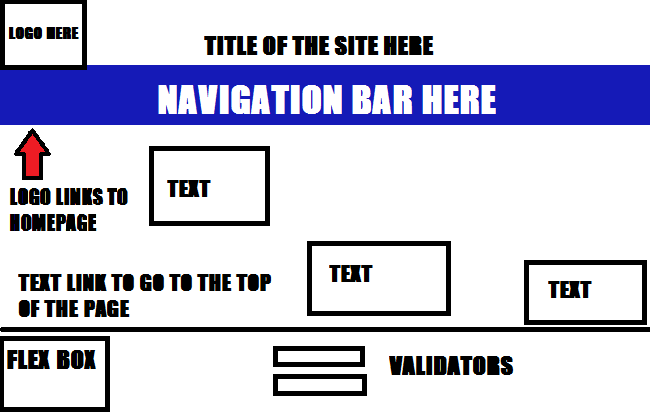 LOGO HERE
TITLE OF THE SITE HERE
NAVIGATION BAR HERE
LOGO LINKS TO
HOMEPAGE
TEXT
TEXT LINK TO GO TO THE TOP
OF THE PAGE
TEXT
TEXT
FLEX BOX
VALIDATORS